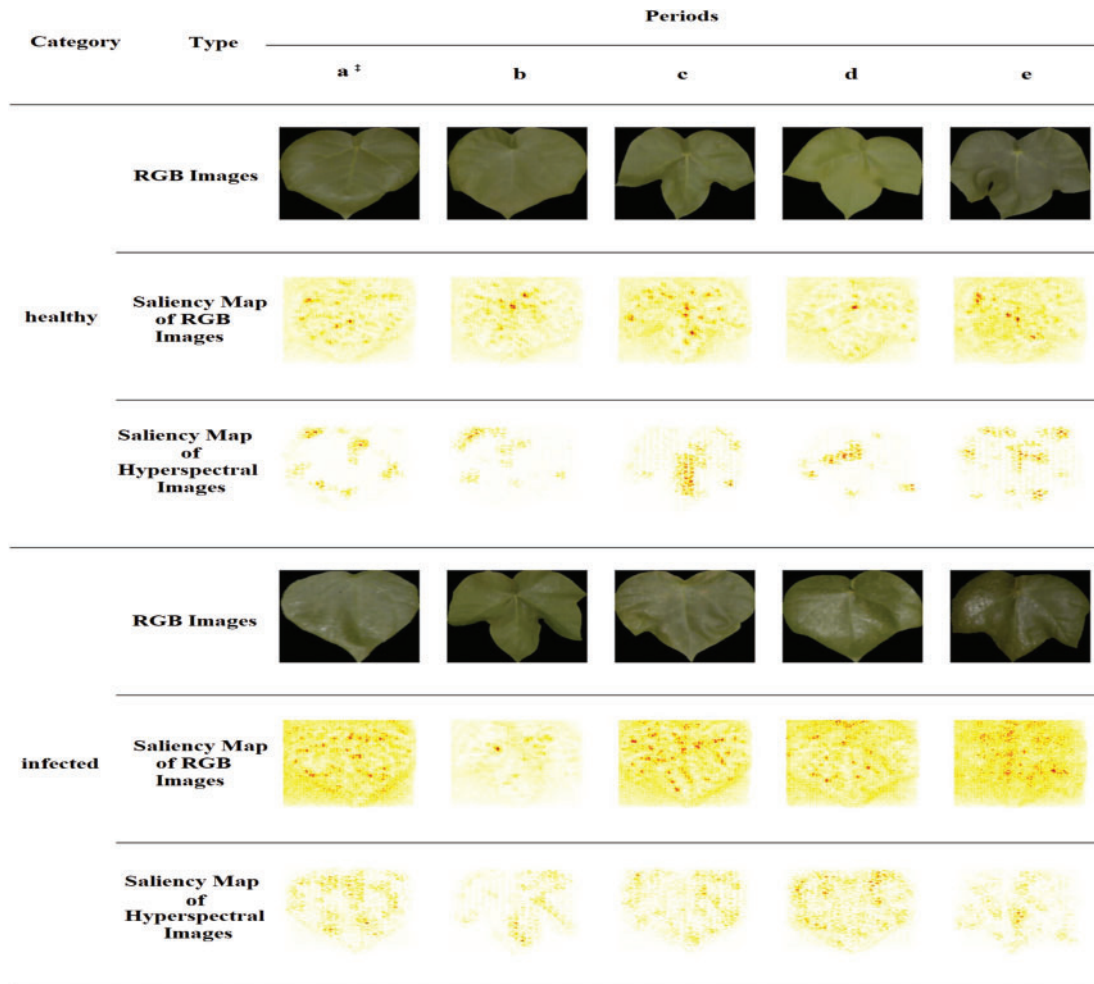 Periods
Category Type
a ‡ b c d e
RGB Images
healthy
Saliency Map
of RGB
Images
Saliency Map
of
Hyperspectral
Images
RGB Images
infected
Saliency Map
of RGB
Images
Saliency Map
of
Hyperspectral
Images